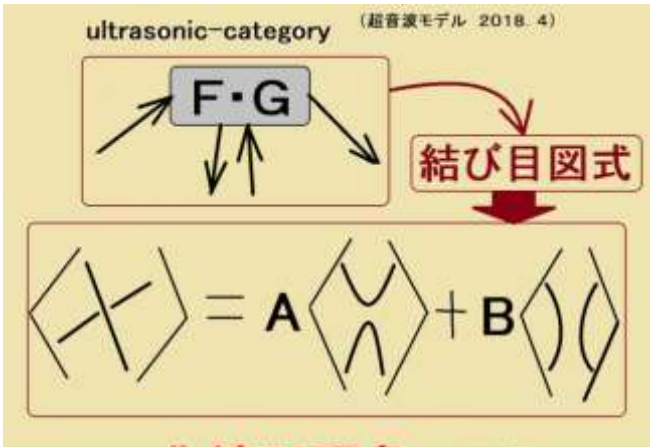 ultrasonic-category (超音波モデル 2018. 4)
F・G
結び目図式
= A + B